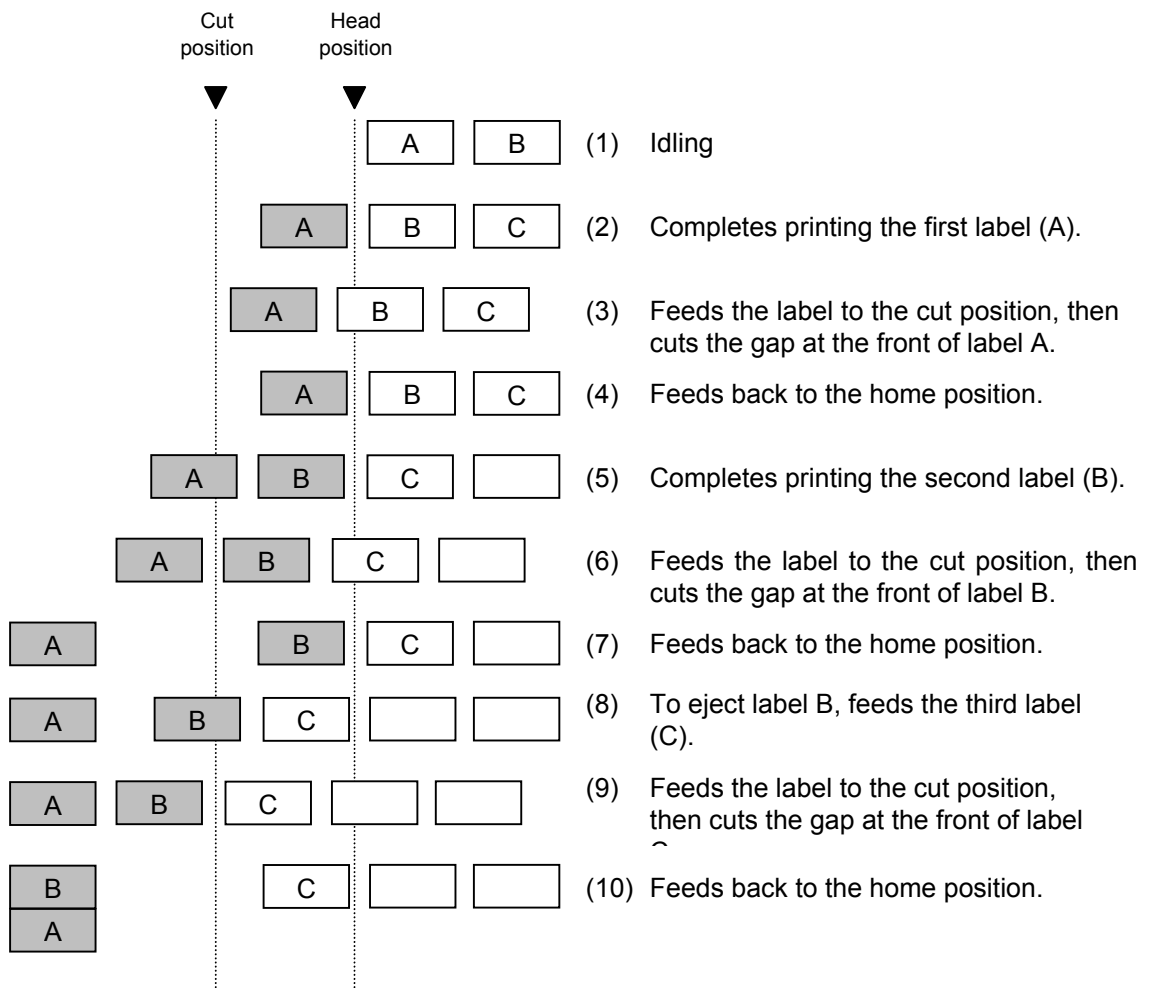 Cut
position
Head
position
A B (1) Idling
A B C (2) Completes printing the first label (A).
A B C (3) Feeds the label to the cut position, then
cuts the gap at the front of label A.
A B C (4) Feeds back to the home position.
A B C (5) Completes printing the second label (B).
A B C (6) Feeds the label to the cut position, then
cuts the gap at the front of label B.
A B C (7) Feeds back to the home position.
A B C (8) To eject label B, feeds the third label
(C).
A B C (9) Feeds the label to the cut position,
then cuts the gap at the front of label
B C (10) Feeds back to the home position.
A